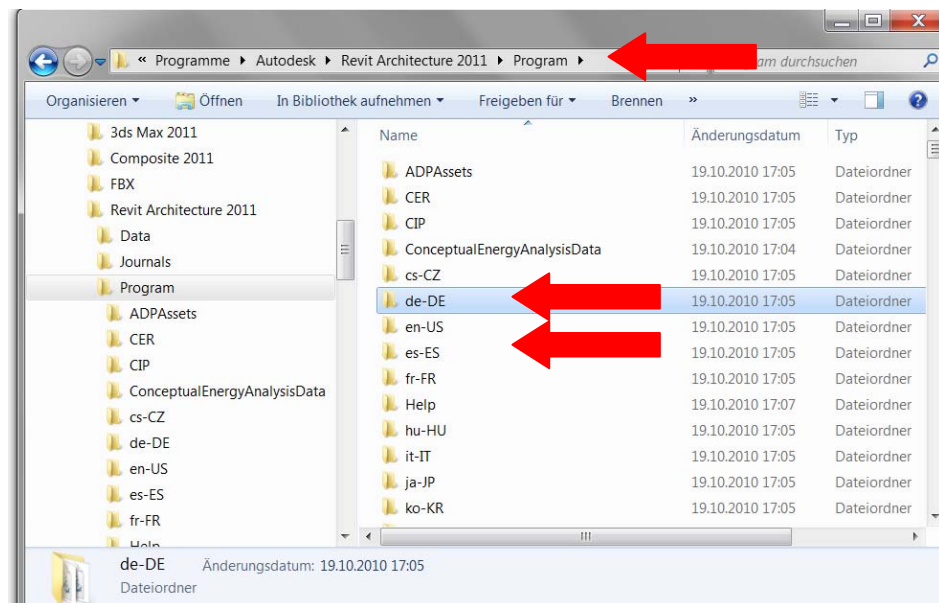 « Programme ▸ Autodesk ▸ Revit Architecture 2011 ▸ Program ▸ durchsuchen
Organisieren Öffnen In Bibliothek aufnehmen Freigeben für Brennen »
3ds Max 2011
Composite 2011
FBX
Revit Architecture 2011
Data
Journals
Program
ADPAssets
CER
CIP
ConceptualEnergyAnalysisData
cs-CZ
de-DE
en-US
es-ES
fr-FR
Help
Name Änderungsdatum Typ
ADPAssets 19.10.2010 17:05 Dateiordner
CER 19.10.2010 17:05 Dateiordner
CIP 19.10.2010 17:05 Dateiordner
ConceptualEnergyAnalysisData 19.10.2010 17:04 Dateiordner
cs-CZ 19.10.2010 17:05 Dateiordner
de-DE 19.10.2010 17:05 Dateiordner
en-US 19.10.2010 17:05 Dateiordner
es-ES 19.10.2010 17:05 Dateiordner
fr-FR 19.10.2010 17:05 Dateiordner
Help 19.10.2010 17:07 Dateiordner
hu-HU 19.10.2010 17:05 Dateiordner
it-IT 19.10.2010 17:05 Dateiordner
ja-JP 19.10.2010 17:05 Dateiordner
ko-KR 19.10.2010 17:05 Dateiordner
de-DE Änderungsdatum: 19.10.2010 17:05
Dateiordner